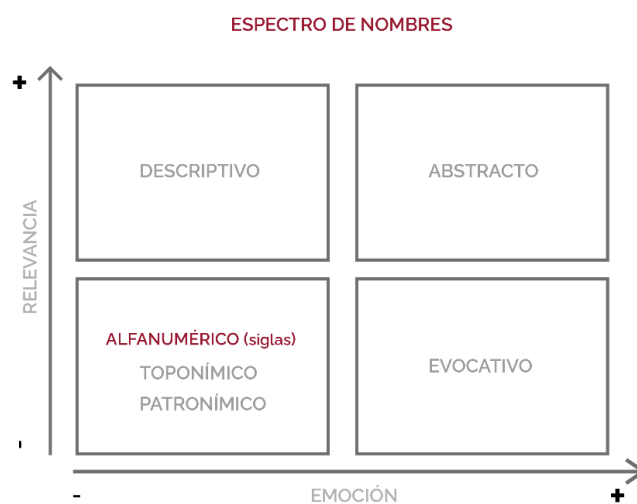 ESPECTRO DE NOMBRES
+
RELEVANCIA
-
DESCRIPTIVO
ABSTRACTO
ALFANUMÉRICO (siglas)
TOPONÍMICO
PATRONÍMICO
EVOCATIVO
-
EMOCIÓN
+